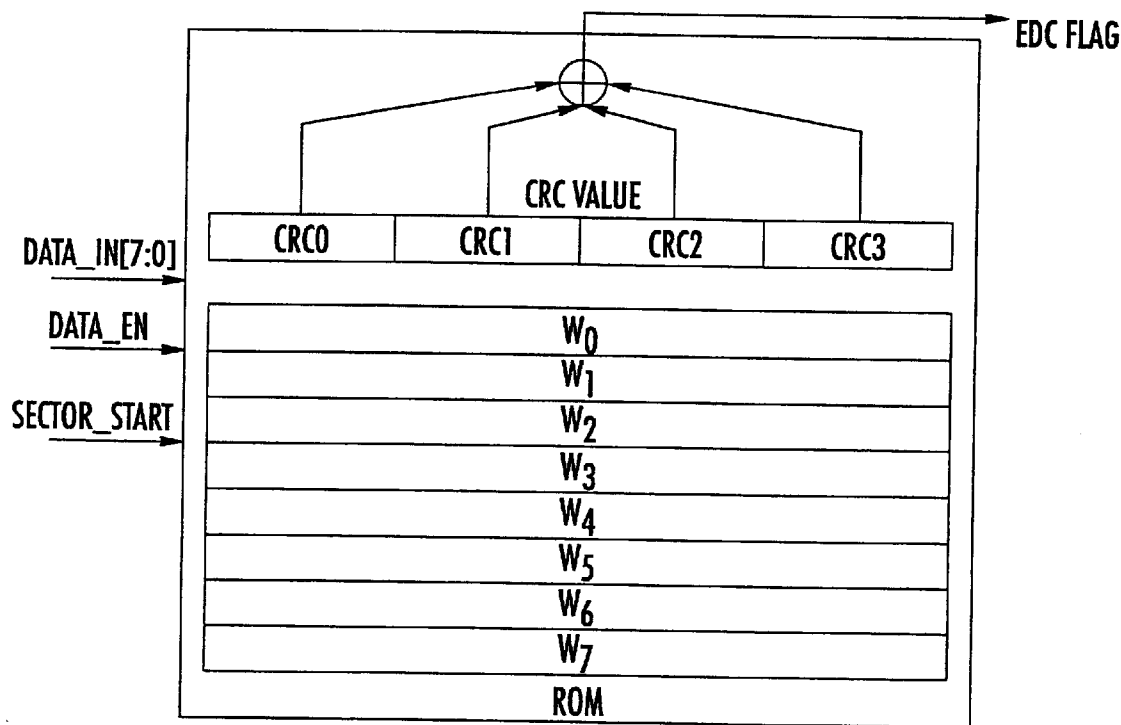 EDC FLAG
CRC VALUE
CRC0 CRC1 CRC2 CRC3
DATA_IN[7:0]
DATA_EN
SECTOR_START
W0
W1
W2
W3
W4
W5
W6
W7
ROM